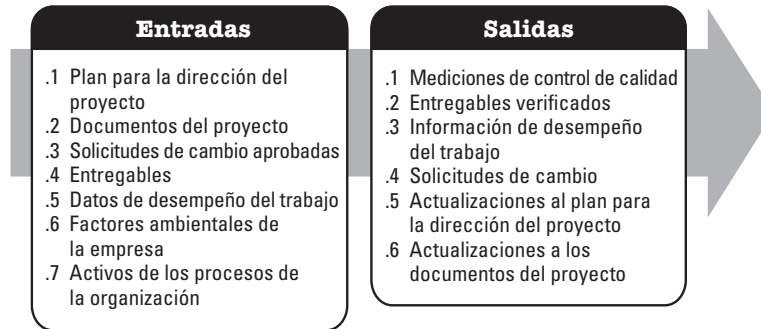 Entradas
.1 Plan para la dirección del
proyecto
.2 Documentos del proyecto
.3 Solicitudes de cambio aprobadas
.4 Entregables
.5 Datos de desempeño del trabajo
.6 Factores ambientales de
la empresa
.7 Activos de los procesos de
la organización
Salidas
.1 Mediciones de control de calidad
.2 Entregables verificados
.3 Información de desempeño
del trabajo
.4 Solicitudes de cambio
.5 Actualizaciones al plan para
la dirección del proyecto
.6 Actualizaciones a los
documentos del proyecto